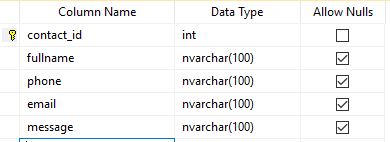 Column Name Data Type Allow Nulls
contact_id int
fullname nvarchar(100)
phone nvarchar(100)
email nvarchar(100)
message nvarchar(100)